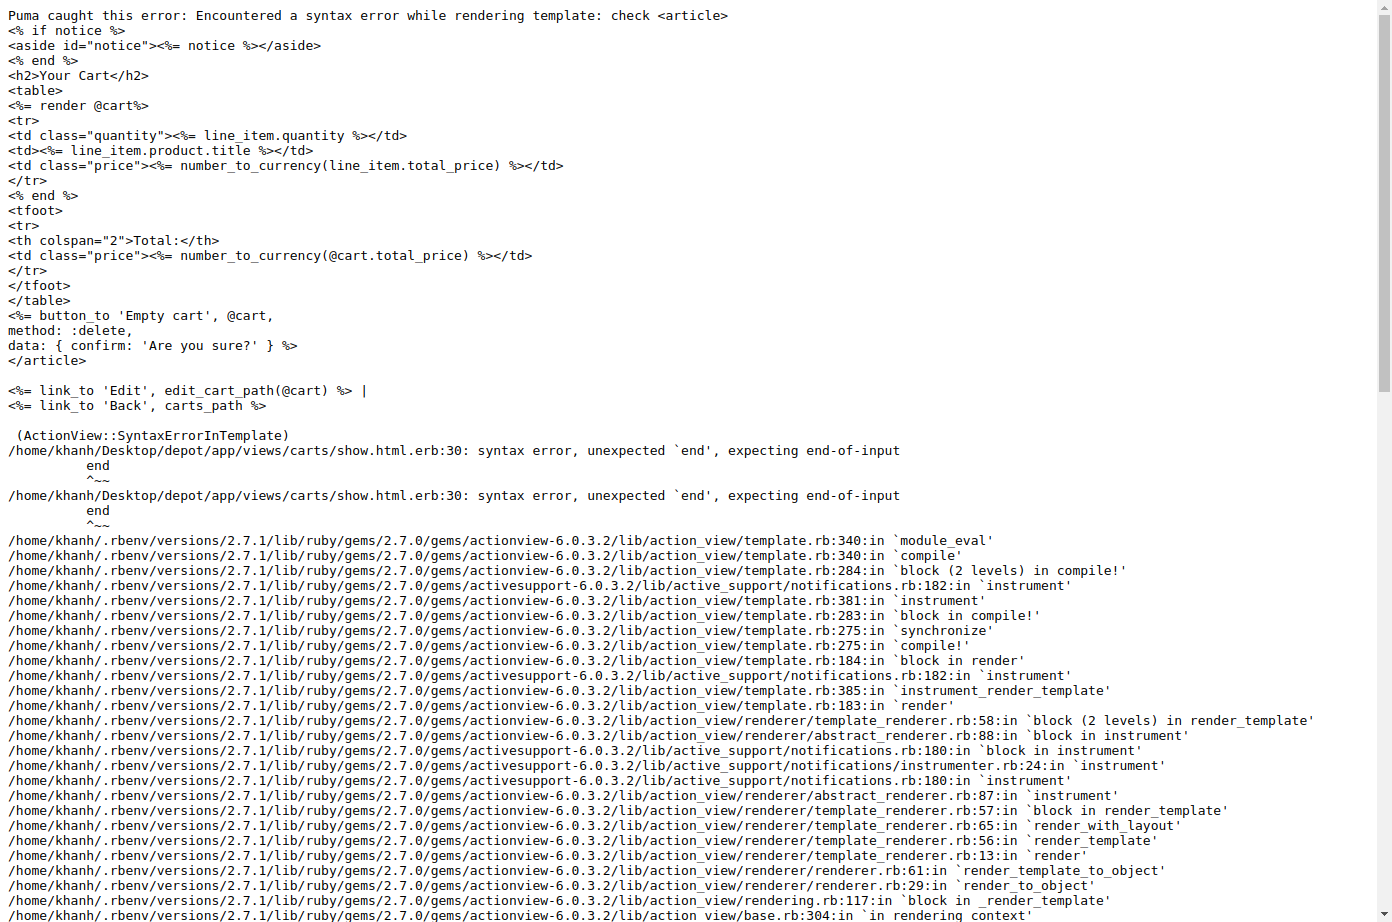 Puma caught this error: Encountered a syntax error while rendering template: check <article>
<% if notice %>
<aside id="notice"><%= notice %></aside>
<% end %>
<h2>Your Cart</h2>
<table>
<%= render @cart%>
<tr>
<td class="quantity"><%= line_item.quantity %></td>
<td><%= line_item.product.title %></td>
<td class="price"><%= number_to_currency(line_item.total_price) %></td>
</tr>
<% end %>
<tfoot>
<tr>
<th colspan="2">Total:</th>
<td class="price"><%= number_to_currency(@cart.total_price) %></td>
</tr>
</tfoot>
</table>
<%= button_to 'Empty cart', @cart,
method: :delete,
data: { confirm: 'Are you sure?' } %>
</article>

<%= link_to 'Edit', edit_cart_path(@cart) %> |
<%= link_to 'Back', carts_path %>

 (ActionView::SyntaxErrorInTemplate)
/home/khanh/Desktop/depot/app/views/carts/show.html.erb:30: syntax error, unexpected `end', expecting end-of-input
          end
          ^~~
/home/khanh/Desktop/depot/app/views/carts/show.html.erb:30: syntax error, unexpected `end', expecting end-of-input
          end
          ^~~
/home/khanh/.rbenv/versions/2.7.1/lib/ruby/gems/2.7.0/gems/actionview-6.0.3.2/lib/action_view/template.rb:340:in `module_eval'
/home/khanh/.rbenv/versions/2.7.1/lib/ruby/gems/2.7.0/gems/actionview-6.0.3.2/lib/action_view/template.rb:340:in `compile'
/home/khanh/.rbenv/versions/2.7.1/lib/ruby/gems/2.7.0/gems/actionview-6.0.3.2/lib/action_view/template.rb:284:in `block (2 levels) in compile!'
/home/khanh/.rbenv/versions/2.7.1/lib/ruby/gems/2.7.0/gems/activesupport-6.0.3.2/lib/active_support/notifications.rb:182:in `instrument'
/home/khanh/.rbenv/versions/2.7.1/lib/ruby/gems/2.7.0/gems/actionview-6.0.3.2/lib/action_view/template.rb:381:in `instrument'
/home/khanh/.rbenv/versions/2.7.1/lib/ruby/gems/2.7.0/gems/actionview-6.0.3.2/lib/action_view/template.rb:283:in `block in compile!'
/home/khanh/.rbenv/versions/2.7.1/lib/ruby/gems/2.7.0/gems/actionview-6.0.3.2/lib/action_view/template.rb:275:in `synchronize'
/home/khanh/.rbenv/versions/2.7.1/lib/ruby/gems/2.7.0/gems/actionview-6.0.3.2/lib/action_view/template.rb:275:in `compile!'
/home/khanh/.rbenv/versions/2.7.1/lib/ruby/gems/2.7.0/gems/actionview-6.0.3.2/lib/action_view/template.rb:184:in `block in render'
/home/khanh/.rbenv/versions/2.7.1/lib/ruby/gems/2.7.0/gems/activesupport-6.0.3.2/lib/active_support/notifications.rb:182:in `instrument'
/home/khanh/.rbenv/versions/2.7.1/lib/ruby/gems/2.7.0/gems/actionview-6.0.3.2/lib/action_view/template.rb:385:in `instrument_render_template'
/home/khanh/.rbenv/versions/2.7.1/lib/ruby/gems/2.7.0/gems/actionview-6.0.3.2/lib/action_view/template.rb:183:in `render'
/home/khanh/.rbenv/versions/2.7.1/lib/ruby/gems/2.7.0/gems/actionview-6.0.3.2/lib/action_view/renderer/template_renderer.rb:58:in `block (2 levels) in render_template'
/home/khanh/.rbenv/versions/2.7.1/lib/ruby/gems/2.7.0/gems/actionview-6.0.3.2/lib/action_view/renderer/abstract_renderer.rb:88:in `block in instrument'
/home/khanh/.rbenv/versions/2.7.1/lib/ruby/gems/2.7.0/gems/activesupport-6.0.3.2/lib/active_support/notifications.rb:180:in `block in instrument'
/home/khanh/.rbenv/versions/2.7.1/lib/ruby/gems/2.7.0/gems/activesupport-6.0.3.2/lib/active_support/notifications/instrumenter.rb:24:in `instrument'
/home/khanh/.rbenv/versions/2.7.1/lib/ruby/gems/2.7.0/gems/activesupport-6.0.3.2/lib/active_support/notifications.rb:180:in `instrument'
/home/khanh/.rbenv/versions/2.7.1/lib/ruby/gems/2.7.0/gems/actionview-6.0.3.2/lib/action_view/renderer/abstract_renderer.rb:87:in `instrument'
/home/khanh/.rbenv/versions/2.7.1/lib/ruby/gems/2.7.0/gems/actionview-6.0.3.2/lib/action_view/renderer/template_renderer.rb:57:in `block in render_template'
/home/khanh/.rbenv/versions/2.7.1/lib/ruby/gems/2.7.0/gems/actionview-6.0.3.2/lib/action_view/renderer/template_renderer.rb:65:in `render_with_layout'
/home/khanh/.rbenv/versions/2.7.1/lib/ruby/gems/2.7.0/gems/actionview-6.0.3.2/lib/action_view/renderer/template_renderer.rb:56:in `render_template'
/home/khanh/.rbenv/versions/2.7.1/lib/ruby/gems/2.7.0/gems/actionview-6.0.3.2/lib/action_view/renderer/template_renderer.rb:13:in `render'
/home/khanh/.rbenv/versions/2.7.1/lib/ruby/gems/2.7.0/gems/actionview-6.0.3.2/lib/action_view/renderer/renderer.rb:61:in `render_template_to_object'
/home/khanh/.rbenv/versions/2.7.1/lib/ruby/gems/2.7.0/gems/actionview-6.0.3.2/lib/action_view/renderer/renderer.rb:29:in `render_to_object'
/home/khanh/.rbenv/versions/2.7.1/lib/ruby/gems/2.7.0/gems/actionview-6.0.3.2/lib/action_view/rendering.rb:117:in `block in _render_template'
/home/khanh/.rbenv/versions/2.7.1/lib/ruby/gems/2.7.0/gems/actionview-6.0.3.2/lib/action_view/base.rb:304:in `in_rendering_context'